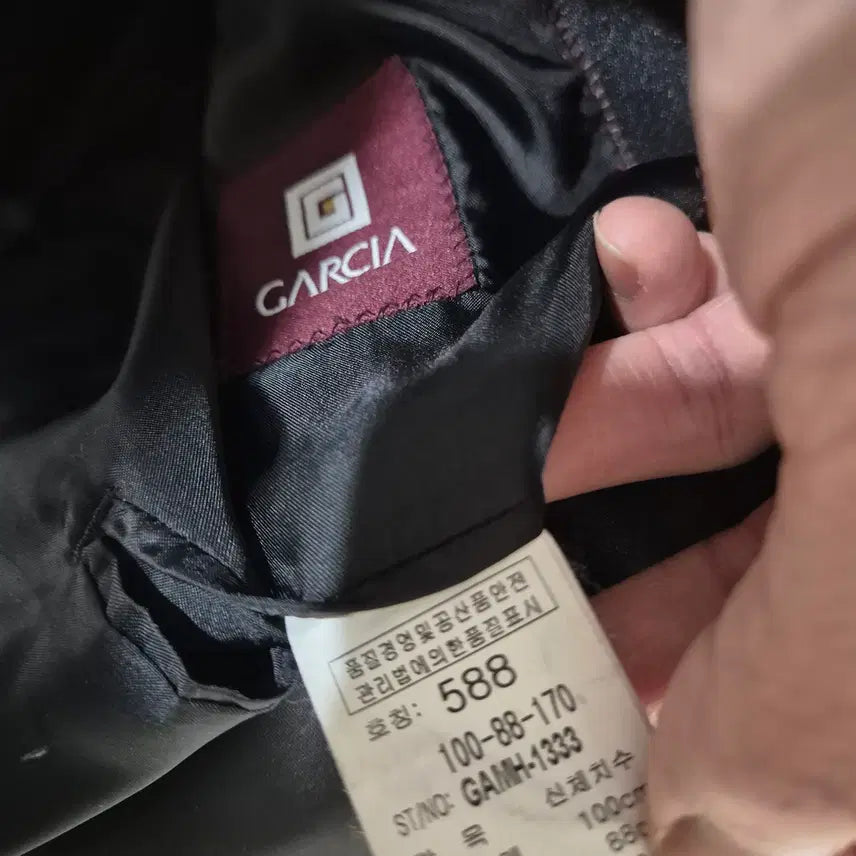 GARCIA
품질경영및공산품안전
관리법에의한품질표시
호칭: 588
100-88-170
ST/NO: GAMH-1333
목 신체치수
100cm